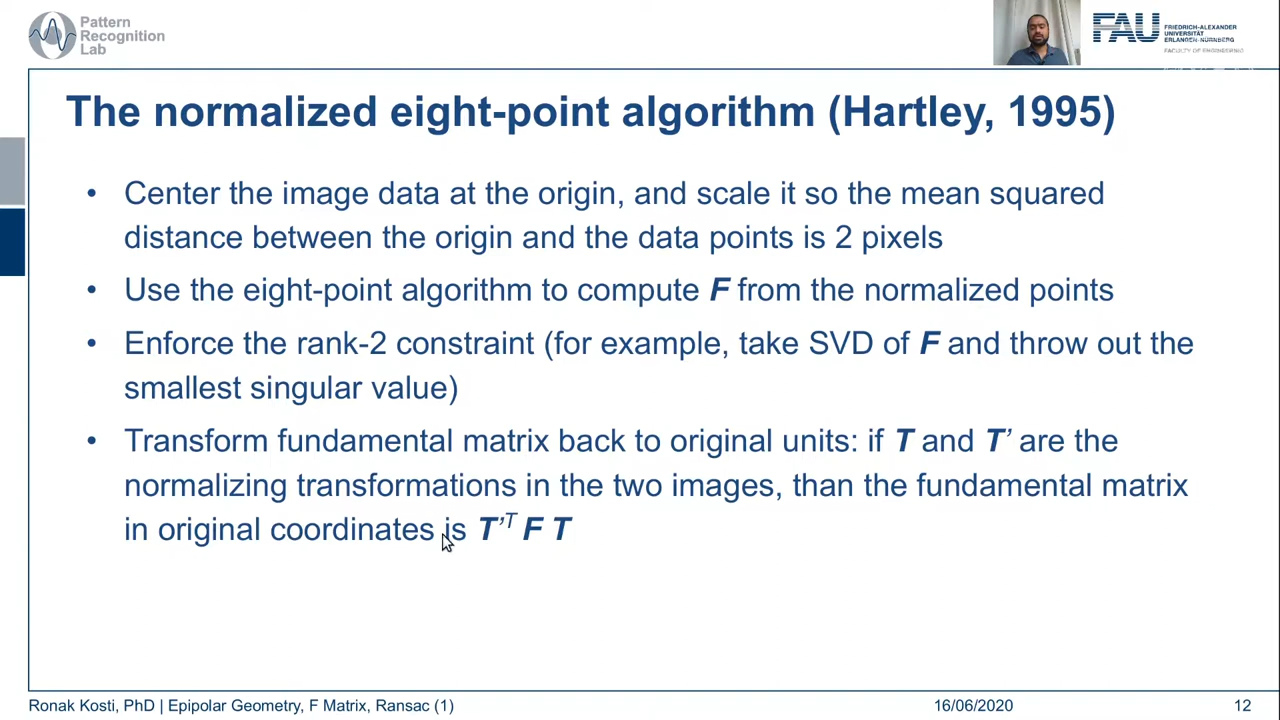 Pattern
Recognition
Lab
FAU
FRIEDRICH-ALEXANDER
UNIVERSITÄT
ERLANGEN-NÜRNBERG
FACULTY OF ENGINEERING
The normalized eight-point algorithm (Hartley, 1995)
• Center the image data at the origin, and scale it so the mean squared
distance between the origin and the data points is 2 pixels
• Use the eight-point algorithm to compute F from the normalized points
• Enforce the rank-2 constraint (for example, take SVD of F and throw out the
smallest singular value)
• Transform fundamental matrix back to original units: if T and T’ are the
normalizing transformations in the two images, than the fundamental matrix
in original coordinates is T’ᵀ F T
Ronak Kosti, PhD | Epipolar Geometry, F Matrix, Ransac (1) 16/06/2020 12